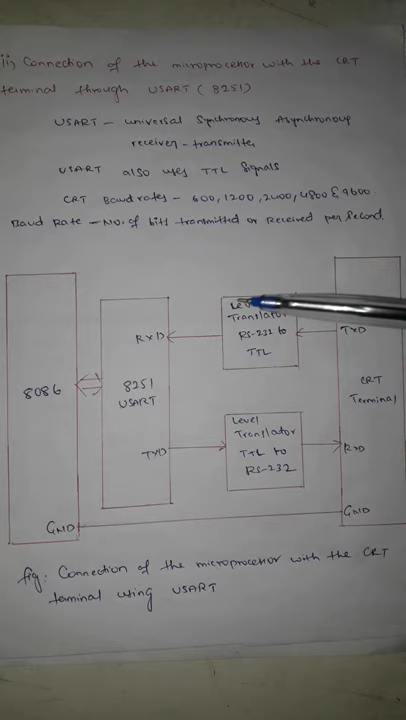 ii) Connection of the microprocessor with the CRT
terminal through USART (8251)
USART - universal Synchronous Asynchronous
receiver - transmitter
USART also uses TTL Signals
CRT Baud rates - 600, 1200, 2400, 4800 & 9600.
Baud Rate - No. of bits transmitted or Received per Second.
8086
GND
8251
USART
RXD
TXD
Level
Translator
RS-232 to
TTL
Level
Translator
TTL to
RS-232
TXD
CRT
Terminal
RXD
GND
fig: Connection of the microprocessor with the CRT
terminal using USART